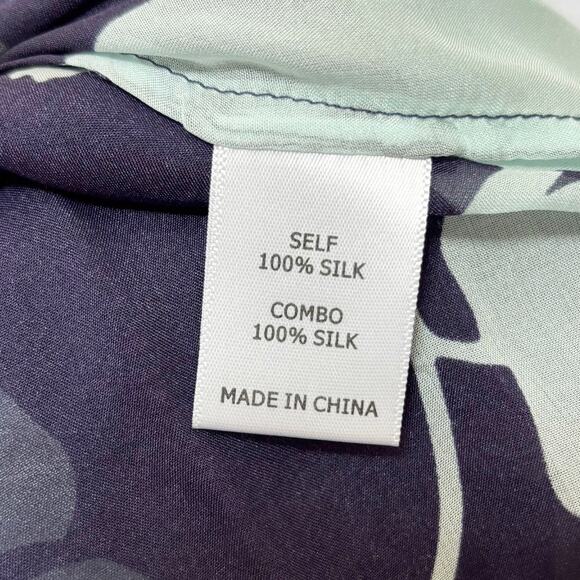 SELF
100% SILK
COMBO
100% SILK
MADE IN CHINA